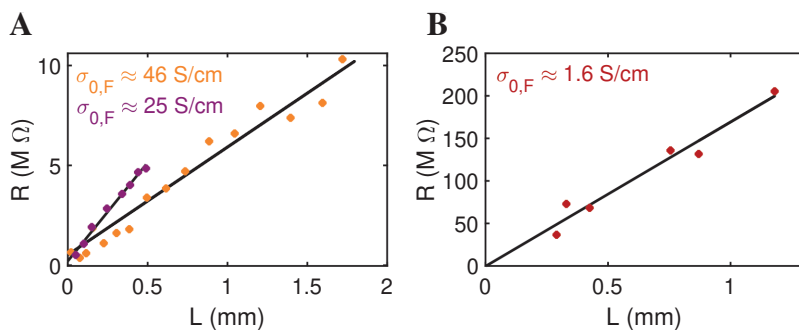 A
R (M Ω)
10
5
0
σ0,F ≈ 46 S/cm
σ0,F ≈ 25 S/cm
0 0.5 1 1.5 2
L (mm)
B
R (M Ω)
250
200
150
100
50
0
σ0,F ≈ 1.6 S/cm
0 0.5 1
L (mm)